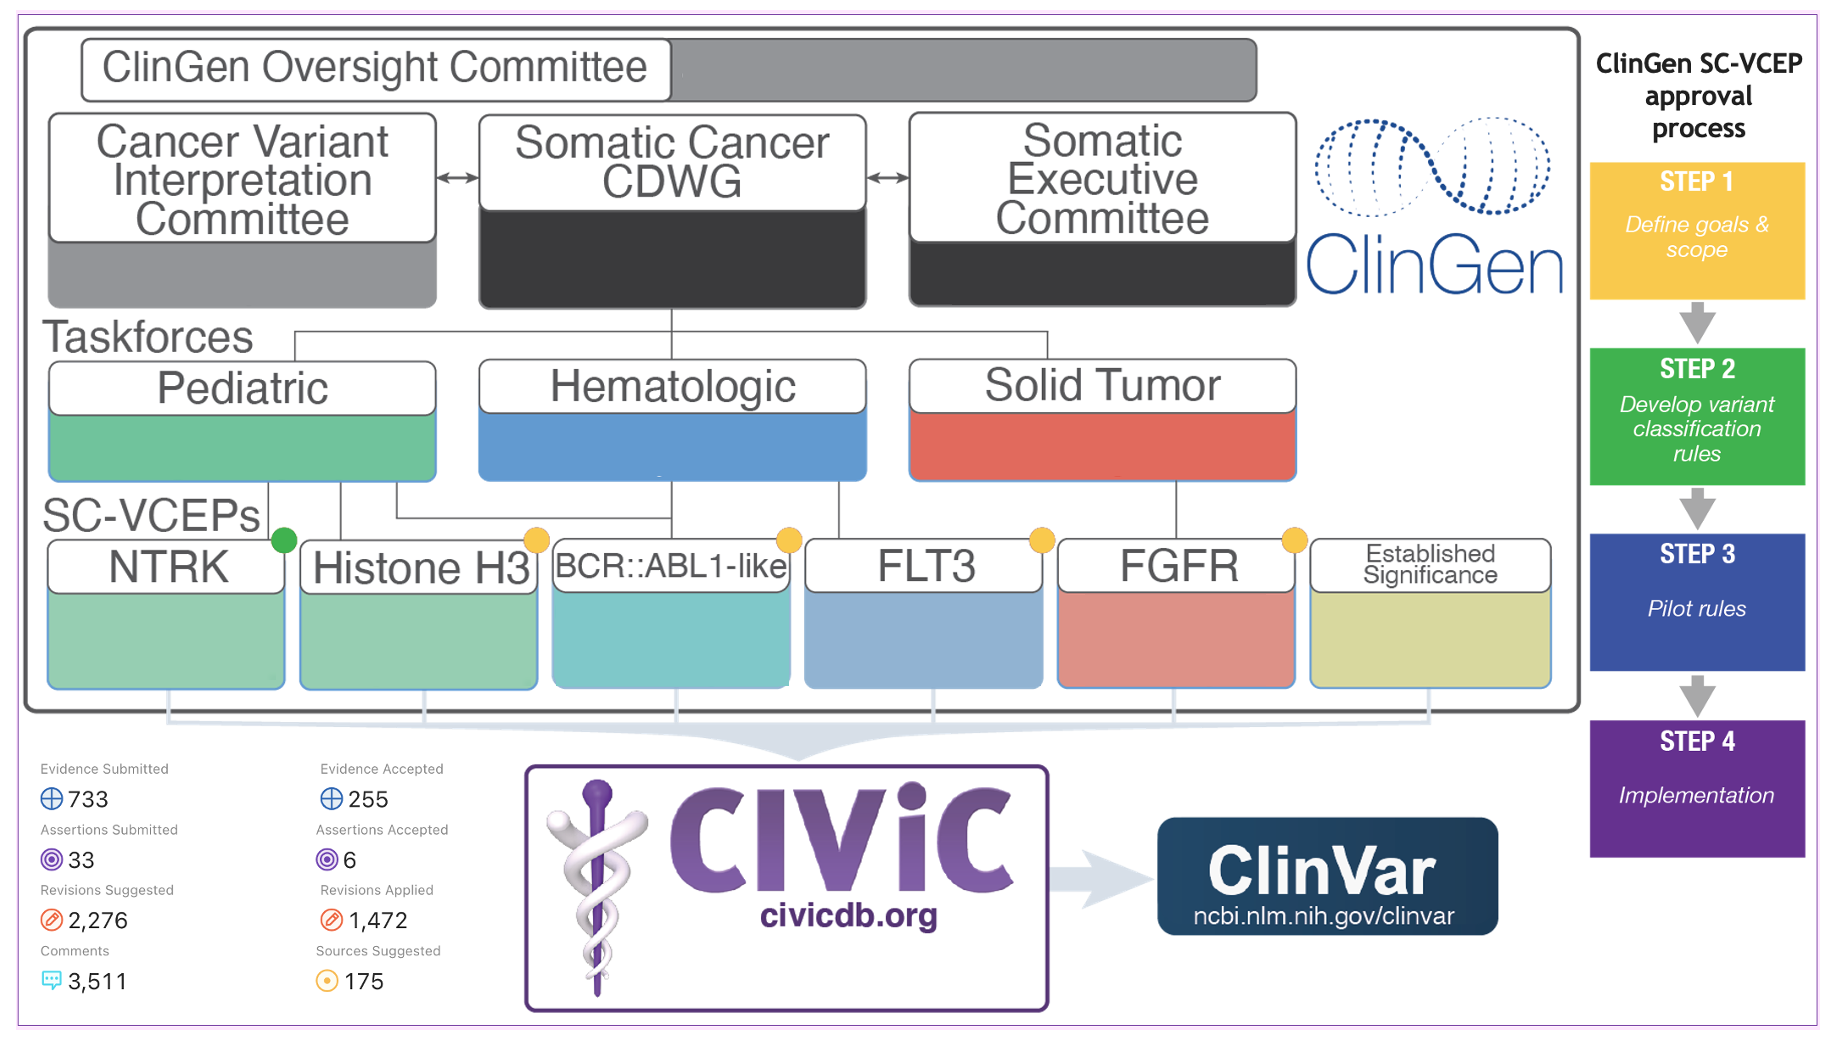 ClinGen Oversight Committee
Cancer Variant
Interpretation
Committee
Somatic Cancer
CDWG
Somatic
Executive
Committee
ClinGen
Taskforces
Pediatric
Hematologic
Solid Tumor
SC-VCEPs
NTRK
Histone H3
BCR::ABL1-like
FLT3
FGFR
Established
Significance
ClinGen SC-VCEP
approval
process
STEP 1
Define goals &
scope
STEP 2
Develop variant
classification
rules
STEP 3
Pilot rules
STEP 4
Implementation
Evidence Submitted
733
Evidence Accepted
255
Assertions Submitted
33
Assertions Accepted
6
Revisions Suggested
2,276
Revisions Applied
1,472
Comments
3,511
Sources Suggested
175
CIViC
civicdb.org
ClinVar
ncbi.nlm.nih.gov/clinvar